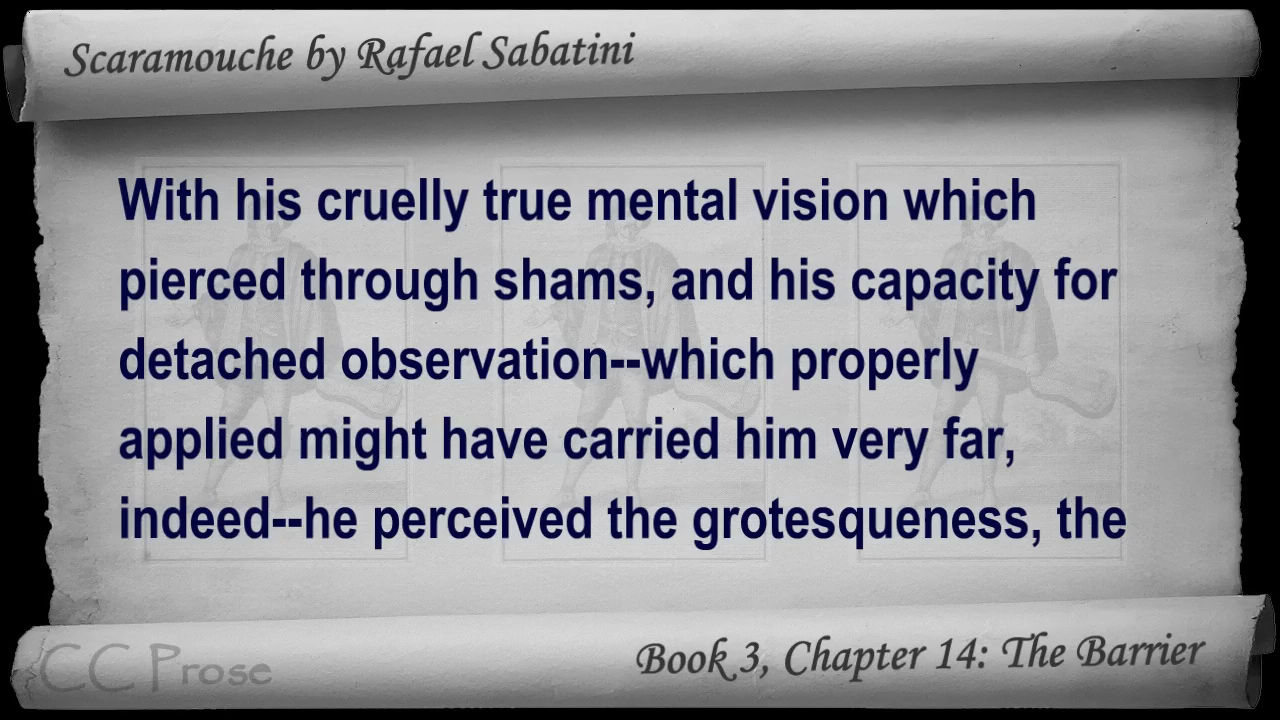 Scaramouche by Rafael Sabatini
With his cruelly true mental vision which
pierced through shams, and his capacity for
detached observation--which properly
applied might have carried him very far,
indeed--he perceived the grotesqueness, the
CC Prose
Book 3, Chapter 14: The Barrier